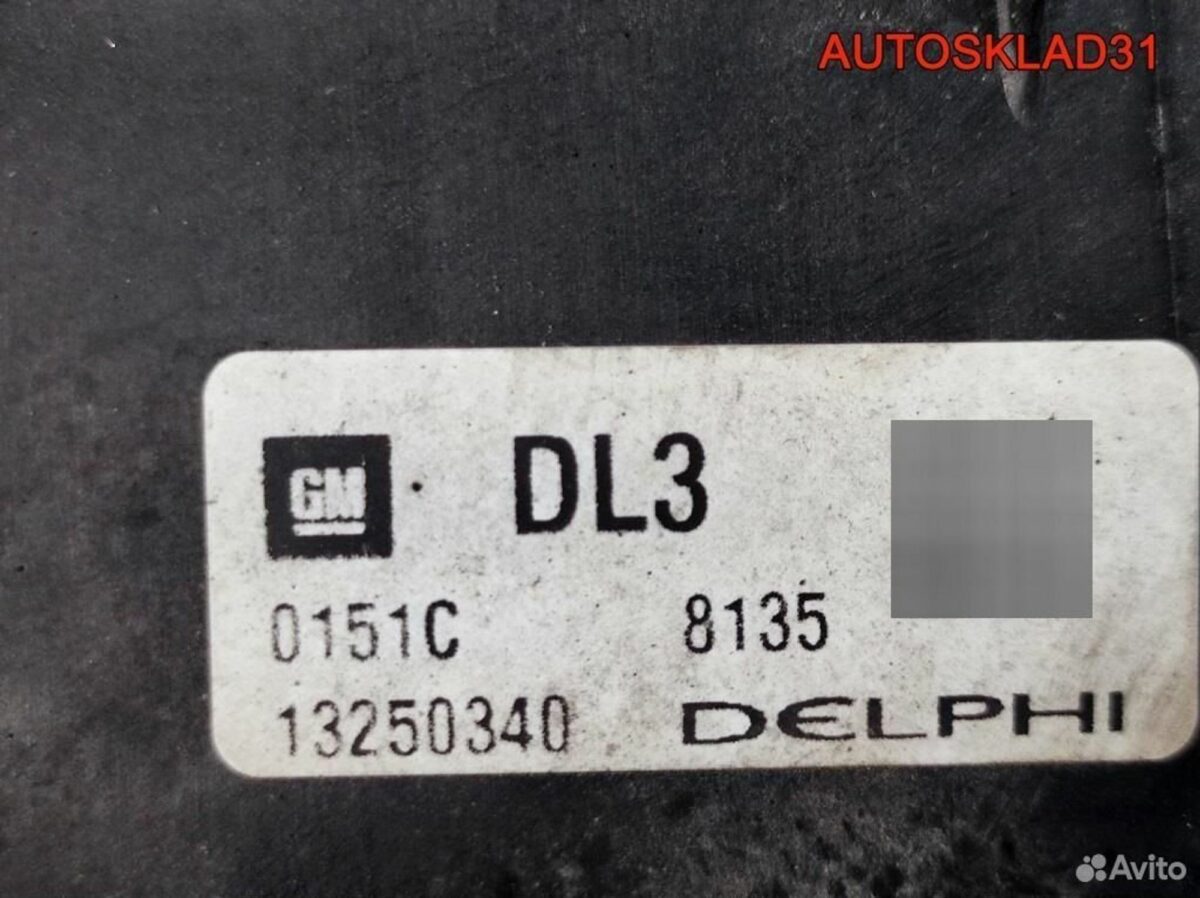 AUTOSKLAD31
GM DL3
0151C 8135
13250340 DELPHI
Avito